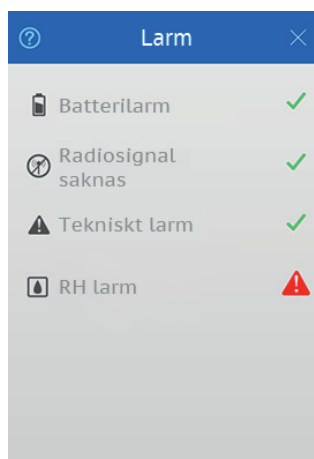 Larm
Batterilarm
Radiosignal
saknas
Tekniskt larm
RH larm